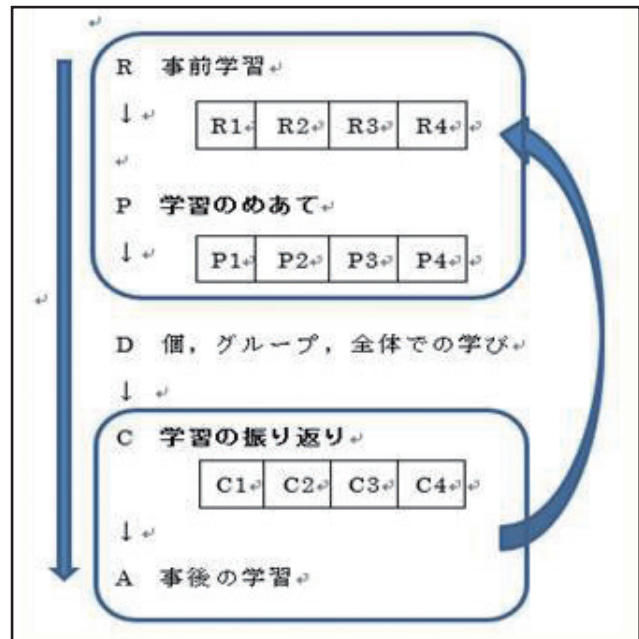 R 事前学習
↓
R1 R2 R3 R4
P 学習のめあて
↓
P1 P2 P3 P4
D 個，グループ，全体での学び
↓
C 学習の振り返り
C1 C2 C3 C4
↓
A 事後の学習